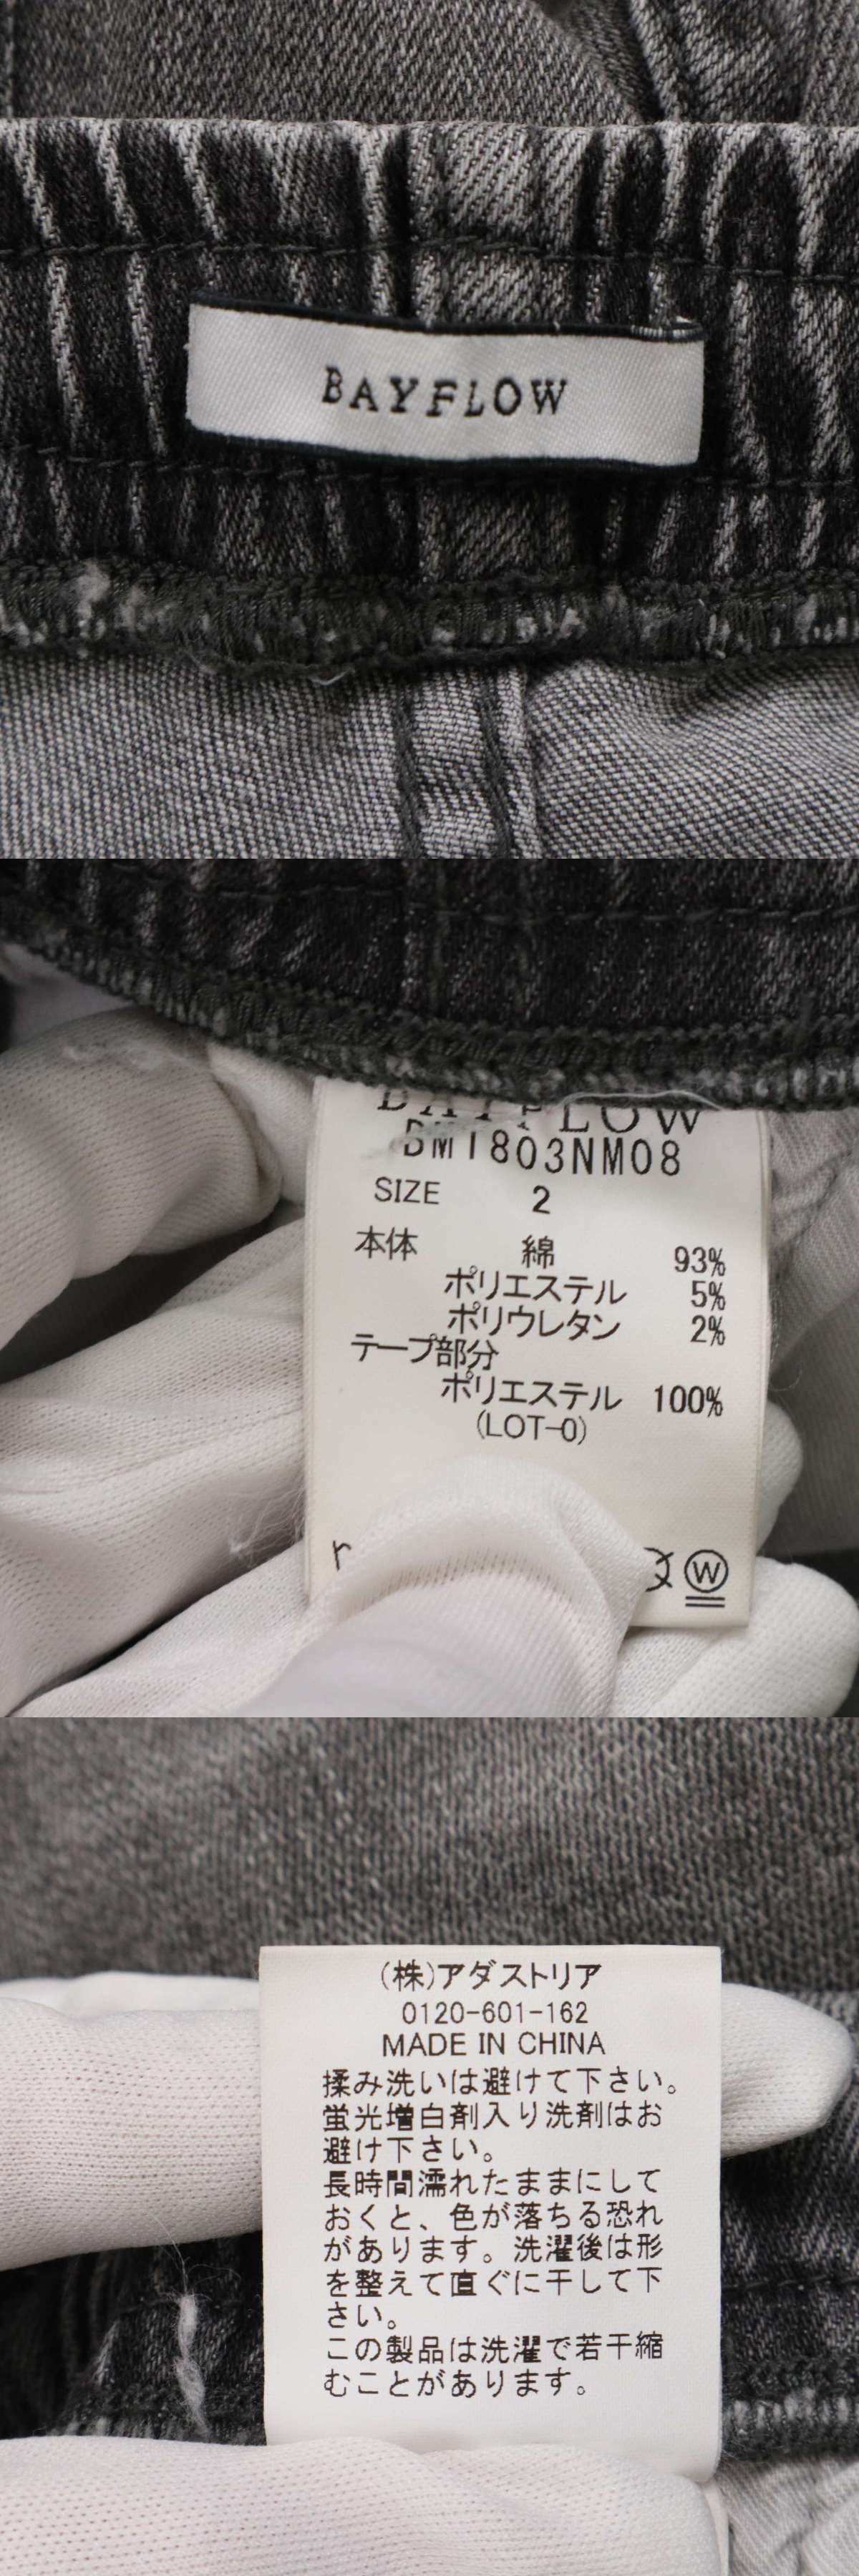 BAYFLOW
BAYFLOW
BM1803NM08
SIZE 2
本体 綿 93%
ポリエステル 5%
ポリウレタン 2%
テープ部分
ポリエステル 100%
(LOT-0)
W
(株)アダストリア
0120-601-162
MADE IN CHINA
揉み洗いは避けて下さい。
蛍光増白剤入り洗剤はお
避け下さい。
長時間濡れたままにして
おくと、色が落ちる恐れ
があります。洗濯後は形
を整えて直ぐに干して下
さい。
この製品は洗濯で若干縮
むことがあります。